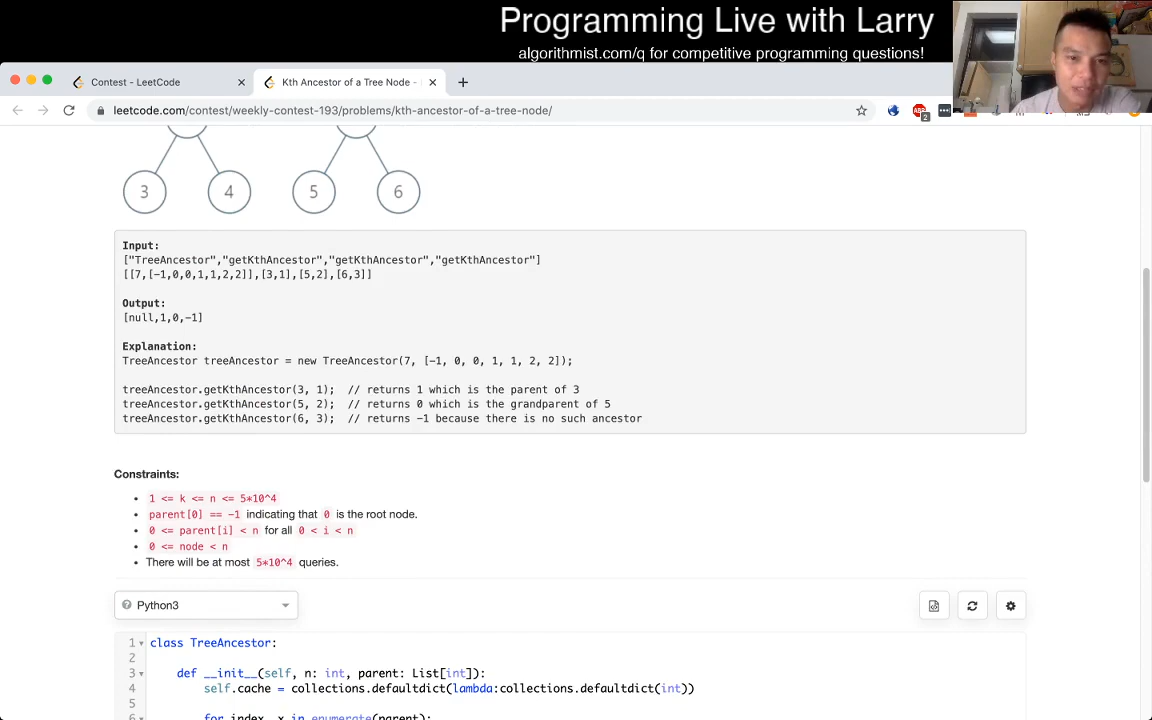 Programming Live with Larry
algorithmist.com/q for competitive programming questions!
Contest - LeetCode
Kth Ancestor of a Tree Node -
leetcode.com/contest/weekly-contest-193/problems/kth-ancestor-of-a-tree-node/
ABP
2
3 4 5 6
Input:
["TreeAncestor","getKthAncestor","getKthAncestor","getKthAncestor"]
[[7,[-1,0,0,1,1,2,2]],[3,1],[5,2],[6,3]]
Output:
[null,1,0,-1]
Explanation:
TreeAncestor treeAncestor = new TreeAncestor(7, [-1, 0, 0, 1, 1, 2, 2]);
treeAncestor.getKthAncestor(3, 1);  // returns 1 which is the parent of 3
treeAncestor.getKthAncestor(5, 2);  // returns 0 which is the grandparent of 5
treeAncestor.getKthAncestor(6, 3);  // returns -1 because there is no such ancestor
Constraints:
1 <= k <= n <= 5*10^4
parent[0] == -1 indicating that 0 is the root node.
0 <= parent[i] < n for all 0 < i < n
0 <= node < n
There will be at most 5*10^4 queries.
Python3
1 class TreeAncestor:
2
3 def __init__(self, n: int, parent: List[int]):
4 self.cache = collections.defaultdict(lambda:collections.defaultdict(int))
5
6 for index, x in enumerate(parent):